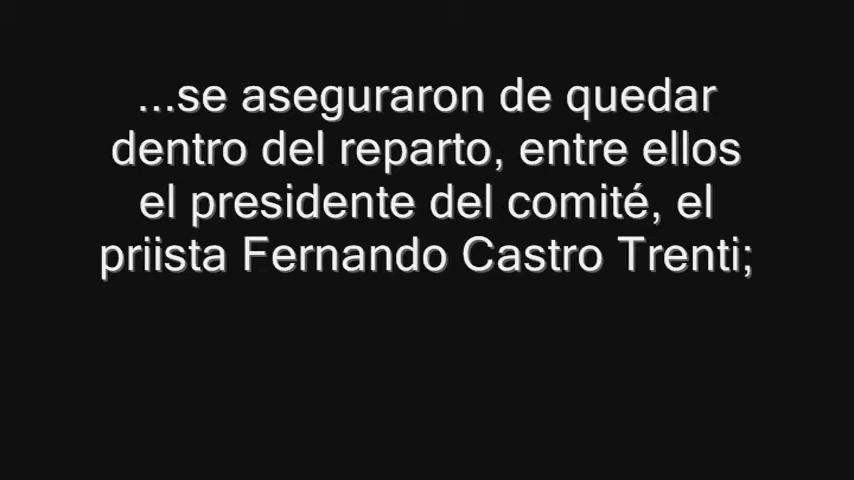 ...se aseguraron de quedar
dentro del reparto, entre ellos
el presidente del comité, el
priista Fernando Castro Trenti;